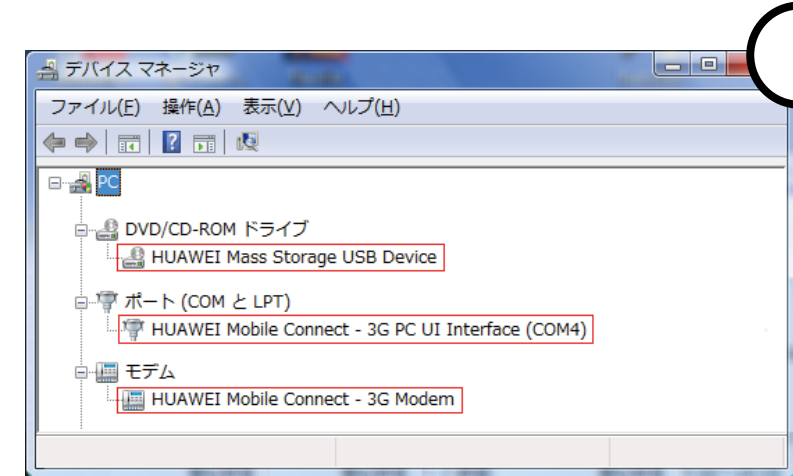 デバイス マネージャ
ファイル(F) 操作(A) 表示(V) ヘルプ(H)
PC
DVD/CD-ROM ドライブ
HUAWEI Mass Storage USB Device
ポート (COM と LPT)
HUAWEI Mobile Connect - 3G PC UI Interface (COM4)
モデム
HUAWEI Mobile Connect - 3G Modem